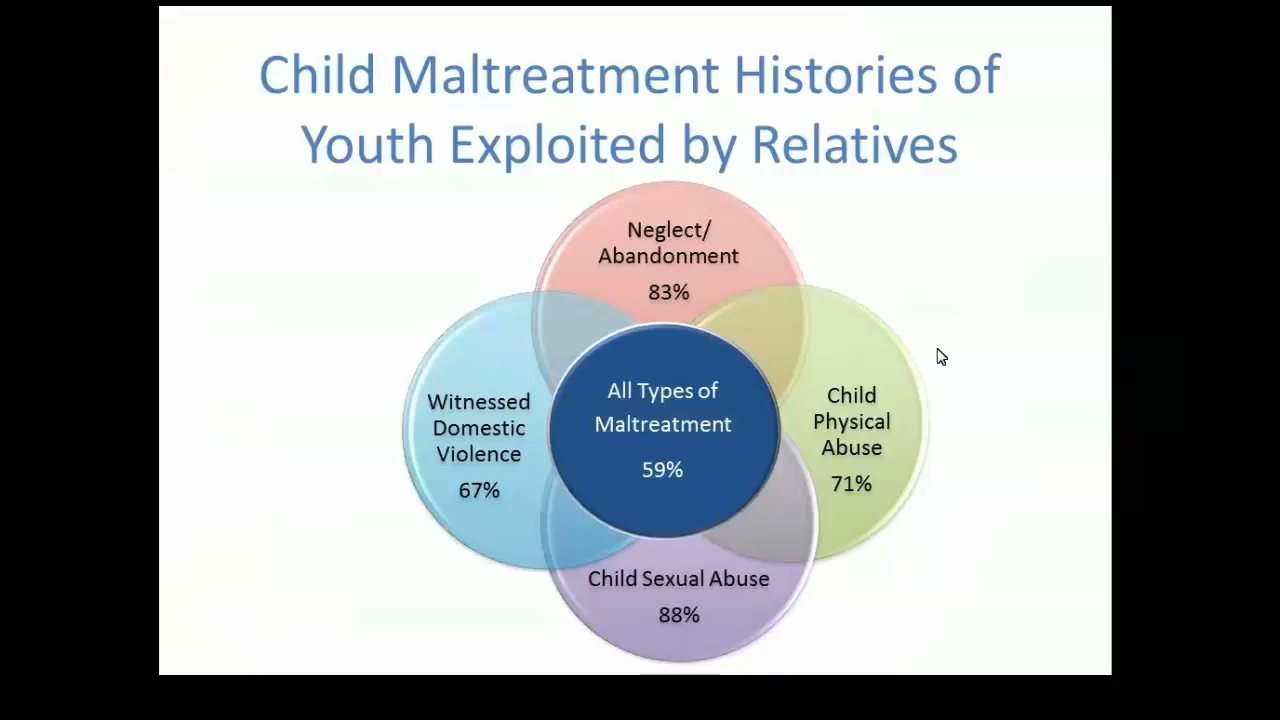 Child Maltreatment Histories of
Youth Exploited by Relatives
Neglect/
Abandonment
83%
Witnessed
Domestic
Violence
67%
All Types of
Maltreatment
59%
Child
Physical
Abuse
71%
Child Sexual Abuse
88%